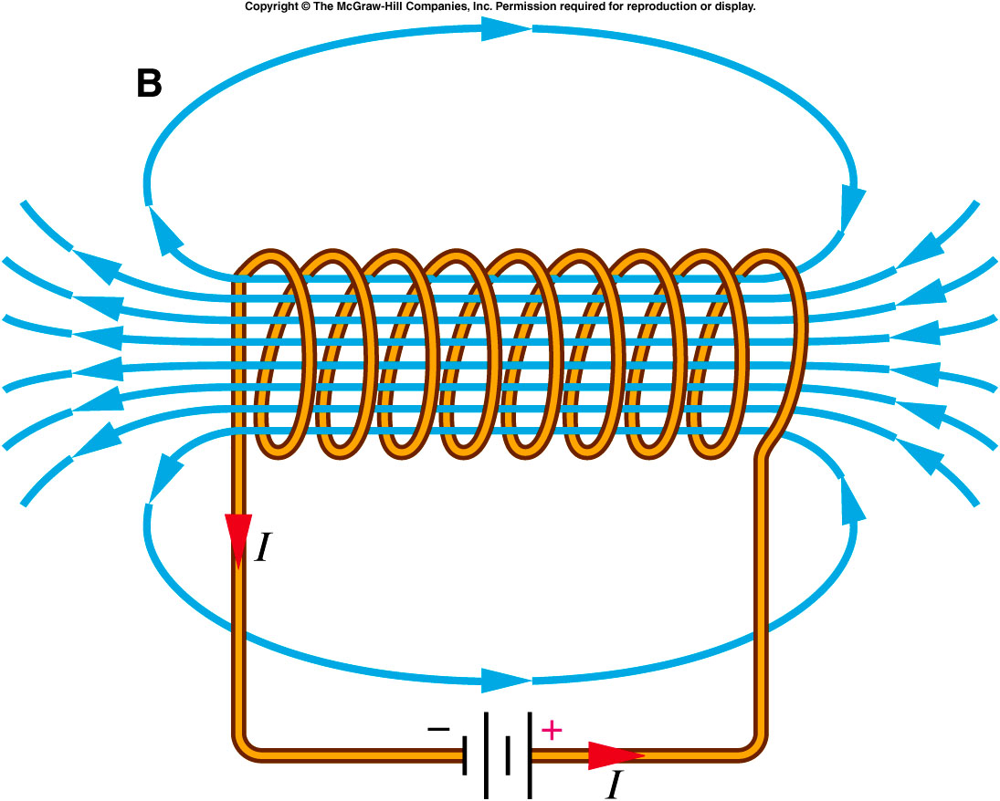 Copyright © The McGraw-Hill Companies, Inc. Permission required for reproduction or display.
B
I
− +
I